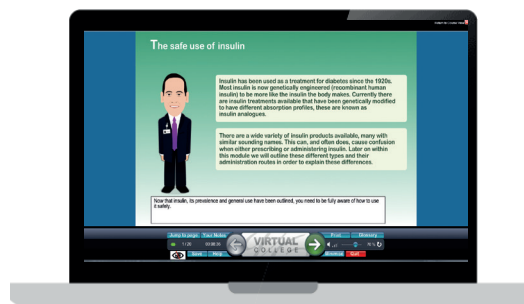 The safe use of insulin
Insulin has been used as a treatment for diabetes since the 1920s.
Most insulin is now genetically engineered (recombinant human
insulin) to be more like the insulin the body makes. Currently there
are insulin treatments available that have been genetically modified
to have different absorption profiles, these are known as
insulin analogues.
There are a wide variety of insulin products available, many with
similar sounding names. This can, and often does, cause confusion
when either prescribing or administering insulin. Later on within
this module we will outline these different types and their
administration routes in order to explain these differences.
Now that insulin, its prevalence and general use have been outlined, you need to be fully aware of how to use
it safely.
Jump to page Your Notes Print Glossary
VIRTUAL
COLLEGE
Save Help Quit